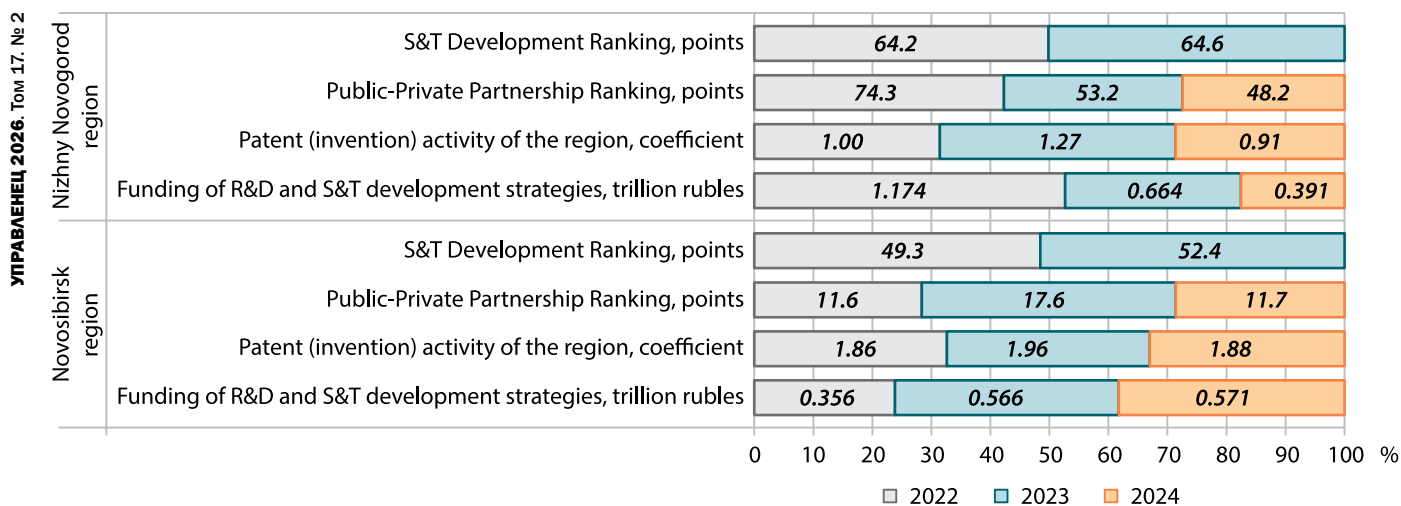 УПРАВЛЕНЕЦ 2026. Том 17. № 2
Nizhny Novogorod
region
S&T Development Ranking, points
64.2 64.6
Public-Private Partnership Ranking, points
74.3 53.2 48.2
Patent (invention) activity of the region, coefficient
1.00 1.27 0.91
Funding of R&D and S&T development strategies, trillion rubles
1.174 0.664 0.391
Novosibirsk
region
S&T Development Ranking, points
49.3 52.4
Public-Private Partnership Ranking, points
11.6 17.6 11.7
Patent (invention) activity of the region, coefficient
1.86 1.96 1.88
Funding of R&D and S&T development strategies, trillion rubles
0.356 0.566 0.571
0 10 20 30 40 50 60 70 80 90 100 %
2022 2023 2024